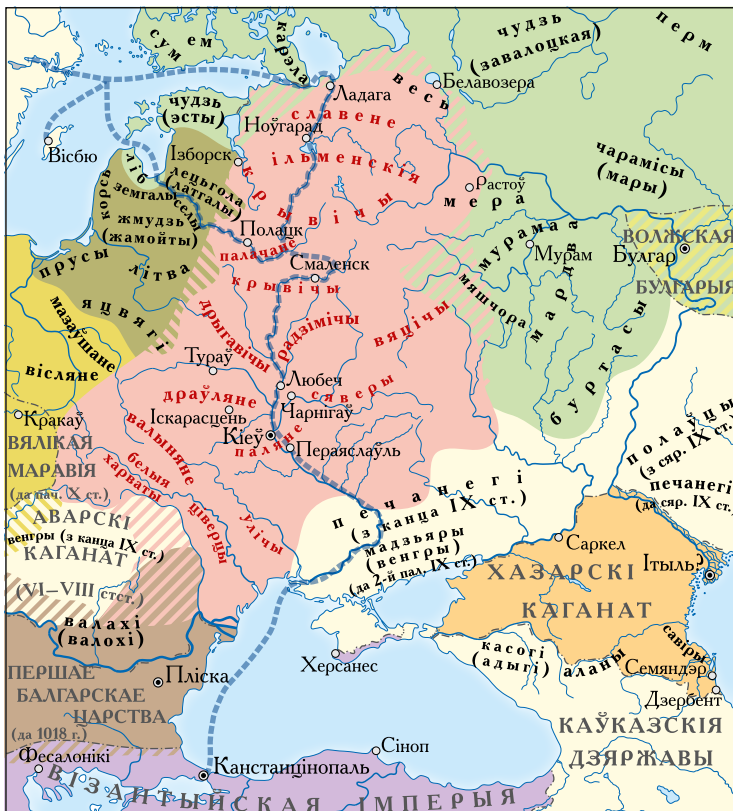 ем
сум
карэла
чудзь
(завалоцкая)
перм
весь
Белавозера
Ладага
чудзь
(эсты)
Ноўгарад
славене
ільменскія
Вісбю
Ізборск
крывічы
чарамісы
(мары)
Растоў
мера
ліб
корсь
земгалы
лецьгола
(латгалы)
селы
жмудзь
(жамойты)
Полацк
палачане
мурама
Мурам
мардва
ВОЛЖСКАЯ
Булгар
БУЛГАРЫЯ
прусы
літва
Смаленск
крывічы
мяшчора
яцвягі
мазаўшане
дрыгавічы
радзімічы
вяцічы
буртасы
вісляне
Тураў
Любеч
севяры
драўляне
Чарнігаў
Іскарасцень
Кракаў
ВЯЛІКАЯ
МАРАВІЯ
(да пач. X ст.)
валыняне
Кіеў
паляне
Пераяслаўль
полаўцы
(з сяр. IX ст.)
печанегі
(да сяр. IX ст.)
белыя
харваты
ціверцы
улічы
печанегі
(з канца IX ст.)
мадзьяры
(венгры)
(да 2-й пал. IX ст.)
АВАРСКІ
венгры (з канца IX ст.)
КАГАНАТ
(VI–VIII стст.)
Саркел
ХАЗАРСКІ
КАГАНАТ
Ітыль?
валахі
(валохі)
Херсанес
касогі
(адыгі)
аланы
савіры
Семяндэр
Дзербент
ПЕРШАЕ
БАЛГАРСКАЕ
ЦАРСТВА
(да 1018 г.)
Пліска
КАЎКАЗСКІЯ
ДЗЯРЖАВЫ
Фесалонікі
Сіноп
Канстанцінопаль
ВІЗАНТЫЙСКАЯ ІМПЕРЫЯ